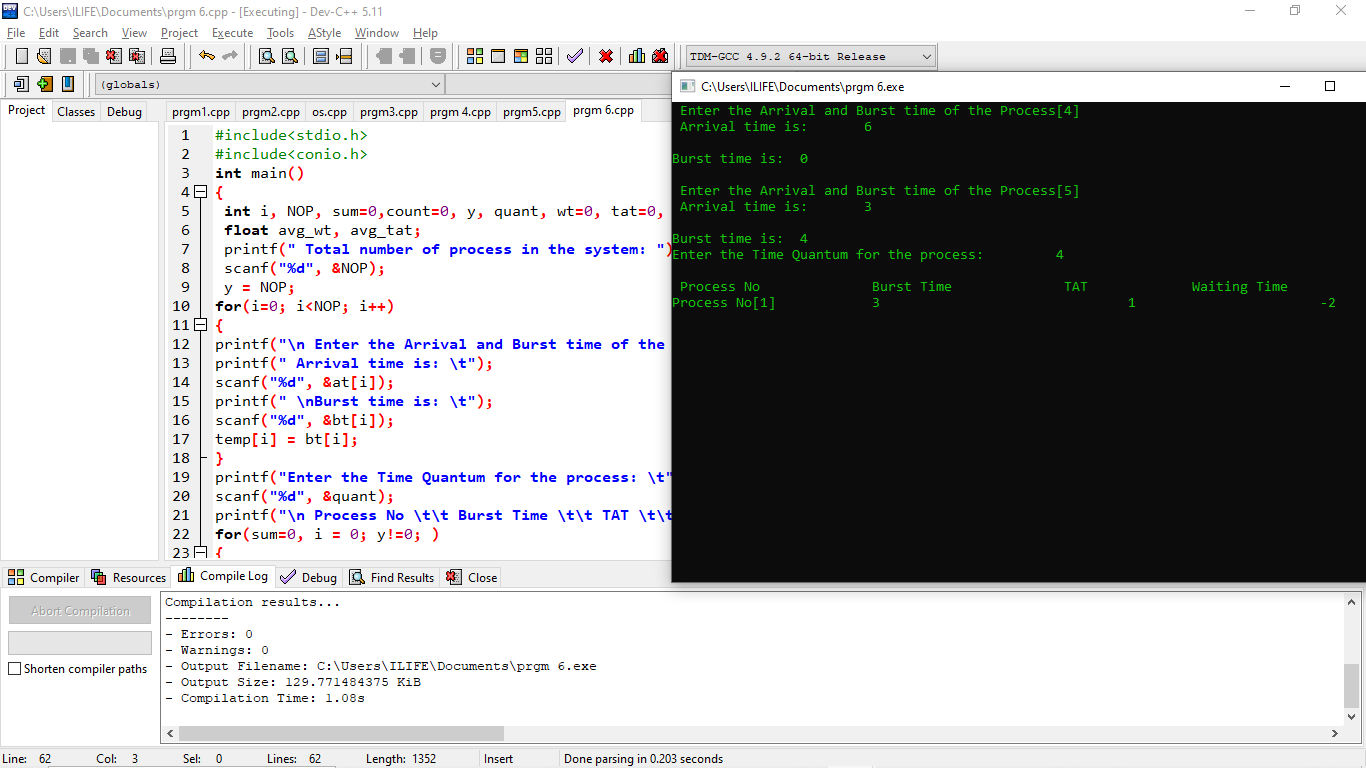 C:\Users\ILIFE\Documents\prgm 6.cpp - [Executing] - Dev-C++ 5.11
File Edit Search View Project Execute Tools AStyle Window Help
TDM-GCC 4.9.2 64-bit Release
(globals)
Project Classes Debug
prgm1.cpp prgm2.cpp os.cpp prgm3.cpp prgm 4.cpp prgm5.cpp prgm 6.cpp
1 #include<stdio.h>
2 #include<conio.h>
3 int main()
4 {
5 int i, NOP, sum=0,count=0, y, quant, wt=0, tat=0,
6 float avg_wt, avg_tat;
7 printf(" Total number of process in the system: ")
8 scanf("%d", &NOP);
9 y = NOP;
10 for(i=0; i<NOP; i++)
11 {
12 printf("\n Enter the Arrival and Burst time of the
13 printf(" Arrival time is: \t");
14 scanf("%d", &at[i]);
15 printf(" \nBurst time is: \t");
16 scanf("%d", &bt[i]);
17 temp[i] = bt[i];
18 }
19 printf("Enter the Time Quantum for the process: \t"
20 scanf("%d", &quant);
21 printf("\n Process No \t\t Burst Time \t\t TAT \t\t
22 for(sum=0, i = 0; y!=0; )
23 {
C:\Users\ILIFE\Documents\prgm 6.exe
Enter the Arrival and Burst time of the Process[4]
Arrival time is: 6
Burst time is: 0
Enter the Arrival and Burst time of the Process[5]
Arrival time is: 3
Burst time is: 4
Enter the Time Quantum for the process: 4
Process No Burst Time TAT Waiting Time
Process No[1] 3 1 -2
Compiler Resources Compile Log Debug Find Results Close
Abort Compilation
Shorten compiler paths
Compilation results...
--------
- Errors: 0
- Warnings: 0
- Output Filename: C:\Users\ILIFE\Documents\prgm 6.exe
- Output Size: 129.771484375 KiB
- Compilation Time: 1.08s
Line: 62 Col: 3 Sel: 0 Lines: 62 Length: 1352 Insert Done parsing in 0.203 seconds